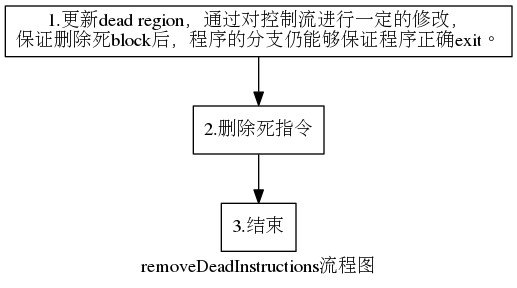 1.更新dead region，通过对控制流进行一定的修改，
保证删除死block后，程序的分支仍能够保证程序正确exit。
2.删除死指令
3.结束
removeDeadInstructions流程图